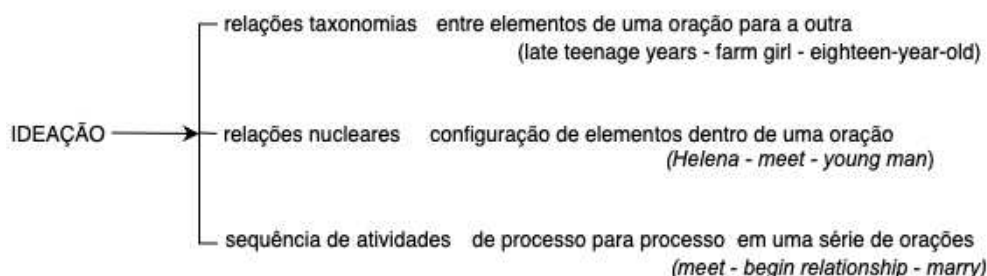 relações taxonomias entre elementos de uma oração para a outra
(late teenage years - farm girl - eighteen-year-old)
IDEAÇÃO
relações nucleares configuração de elementos dentro de uma oração
(Helena - meet - young man)
sequência de atividades de processo para processo em uma série de orações
(meet - begin relationship - marry)